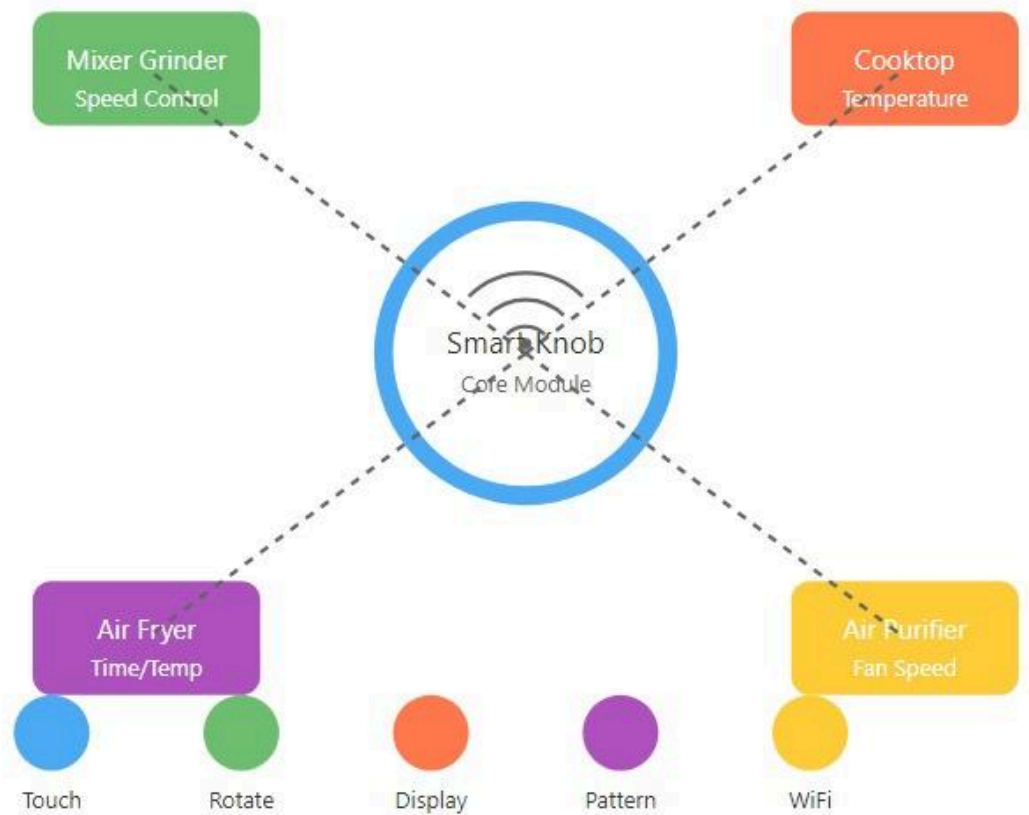 Mixer Grinder
Speed Control
Cooktop
Temperature
Smart Knob
Core Module
Air Fryer
Time/Temp
Air Purifier
Fan Speed
Touch
Rotate
Display
Pattern
WiFi